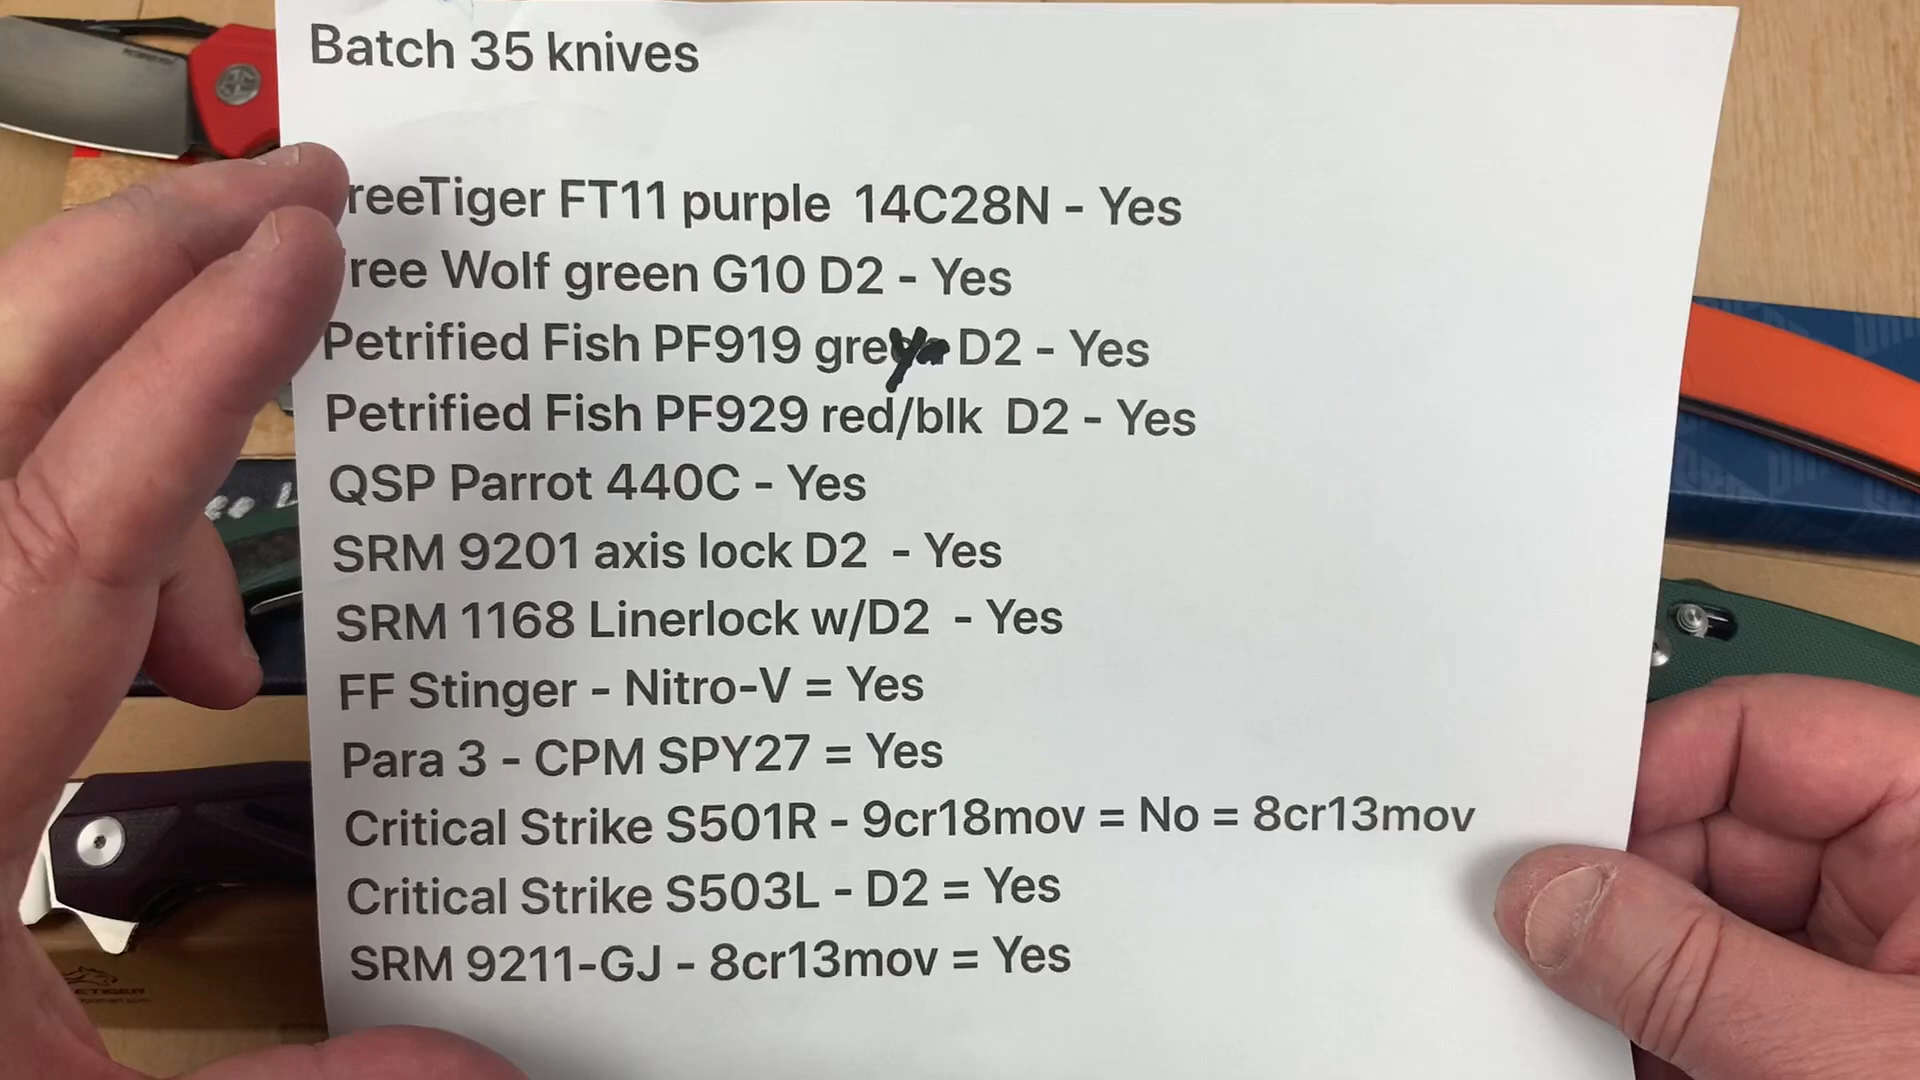 Batch 35 knives
reeTiger FT11 purple 14C28N - Yes
ree Wolf green G10 D2 - Yes
Petrified Fish PF919 grey D2 - Yes
Petrified Fish PF929 red/blk D2 - Yes
QSP Parrot 440C - Yes
SRM 9201 axis lock D2 - Yes
SRM 1168 Linerlock w/D2 - Yes
FF Stinger - Nitro-V = Yes
Para 3 - CPM SPY27 = Yes
Critical Strike S501R - 9cr18mov = No = 8cr13mov
Critical Strike S503L - D2 = Yes
SRM 9211-GJ - 8cr13mov = Yes